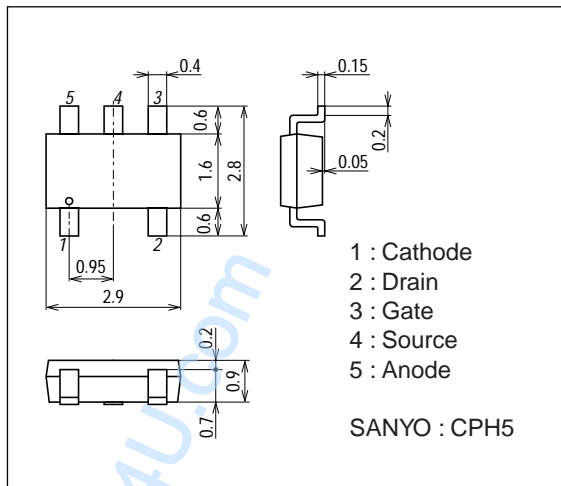 0.4
0.15
5
4
3
0.6
0.2
1.6
2.8
0.05
0.6
1
2
0.95
2.9
1 : Cathode
2 : Drain
3 : Gate
4 : Source
5 : Anode
0.2
0.9
0.7
SANYO : CPH5
4U.com